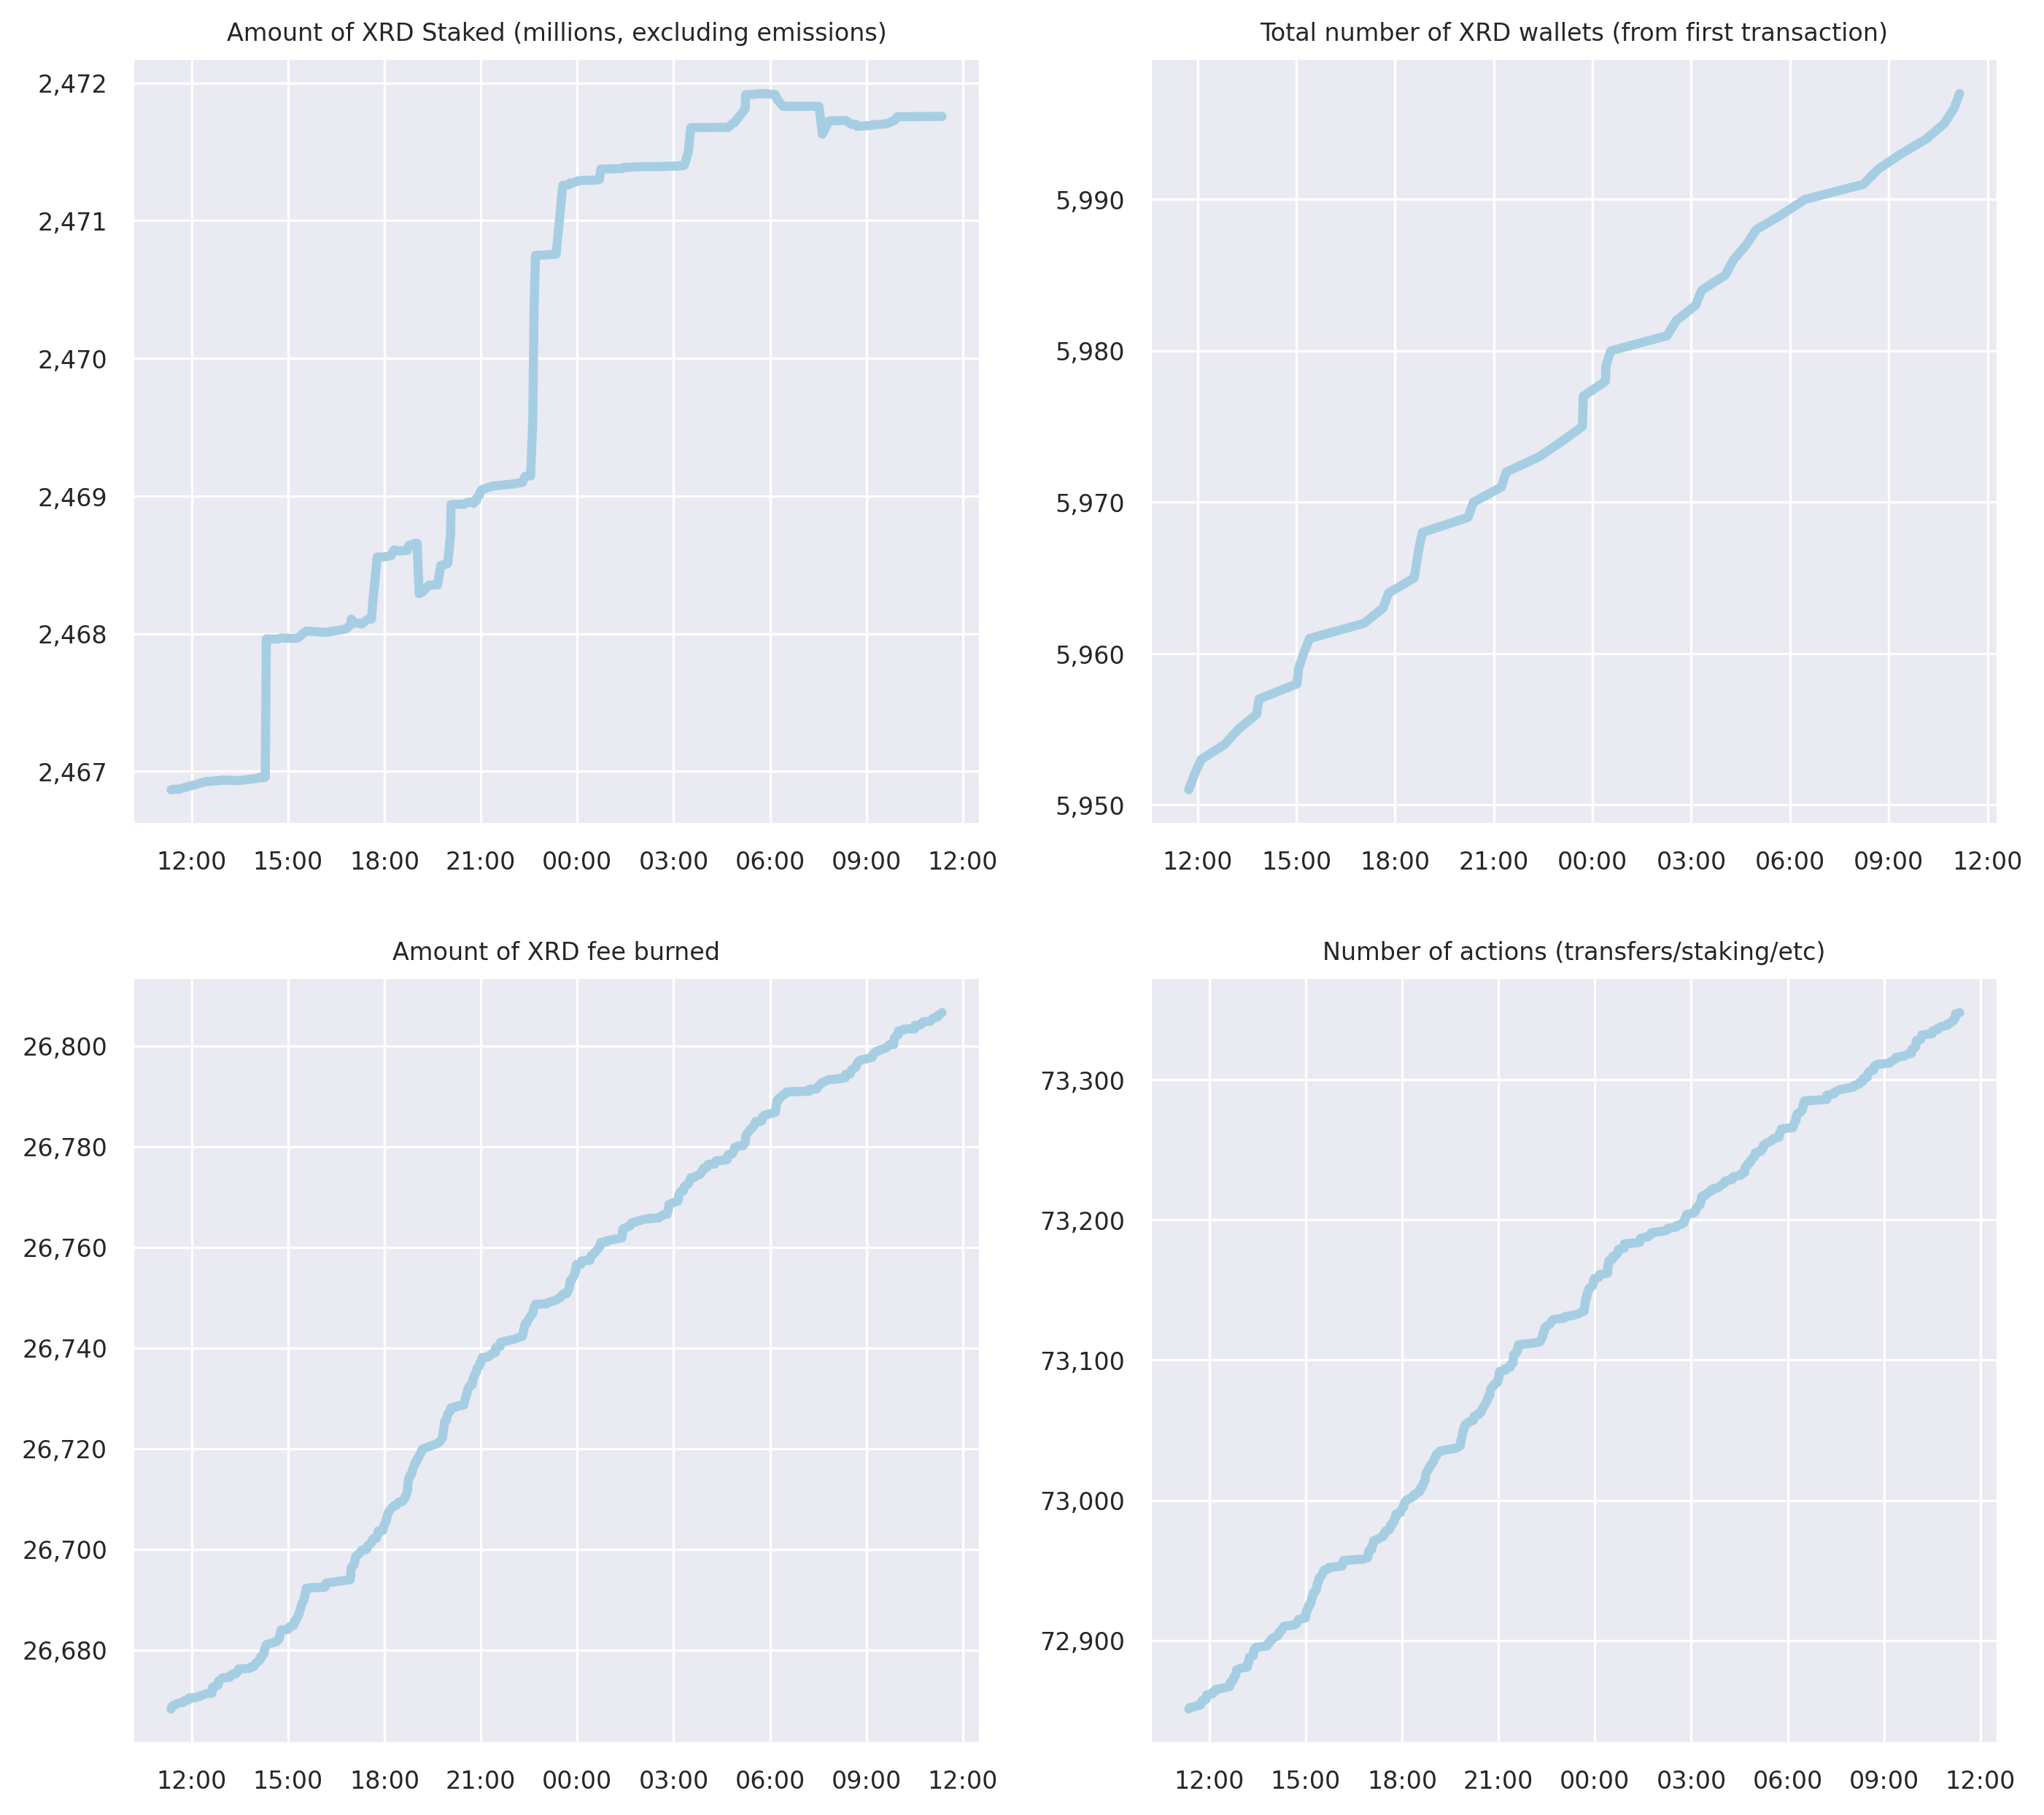 Amount of XRD Staked (millions, excluding emissions)
2,472
2,471
2,470
2,469
2,468
2,467
12:00 15:00 18:00 21:00 00:00 03:00 06:00 09:00 12:00
Total number of XRD wallets (from first transaction)
5,990
5,980
5,970
5,960
5,950
12:00 15:00 18:00 21:00 00:00 03:00 06:00 09:00 12:00
Amount of XRD fee burned
26,800
26,780
26,760
26,740
26,720
26,700
26,680
12:00 15:00 18:00 21:00 00:00 03:00 06:00 09:00 12:00
Number of actions (transfers/staking/etc)
73,300
73,200
73,100
73,000
72,900
12:00 15:00 18:00 21:00 00:00 03:00 06:00 09:00 12:00